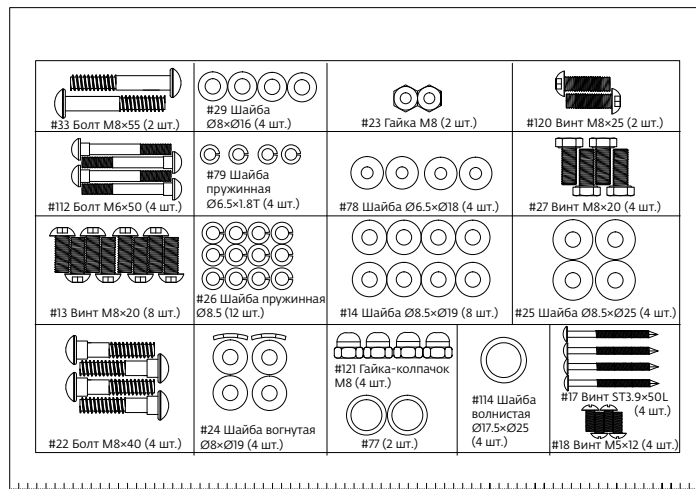 #33 Болт M8×55 (2 шт.)
#29 Шайба
Ø8×Ø16 (4 шт.)
#23 Гайка M8 (2 шт.)
#120 Винт M8×25 (2 шт.)
#112 Болт M6×50 (4 шт.)
#79 Шайба
пружинная
Ø6.5×1.8T (4 шт.)
#78 Шайба Ø6.5×Ø18 (4 шт.)
#27 Винт M8×20 (4 шт.)
#13 Винт M8×20 (8 шт.)
#26 Шайба пружинная
Ø8.5 (12 шт.)
#14 Шайба Ø8.5×Ø19 (8 шт.)
#25 Шайба Ø8.5×Ø25 (4 шт.)
#22 Болт M8×40 (4 шт.)
#24 Шайба вогнутая
Ø8×Ø19 (4 шт.)
#121 Гайка-колпачок
M8 (4 шт.)
#77 (2 шт.)
#114 Шайба
волнистая
Ø17.5×Ø25
(4 шт.)
#17 Винт ST3.9×50L
(4 шт.)
#18 Винт M5×12 (4 шт.)